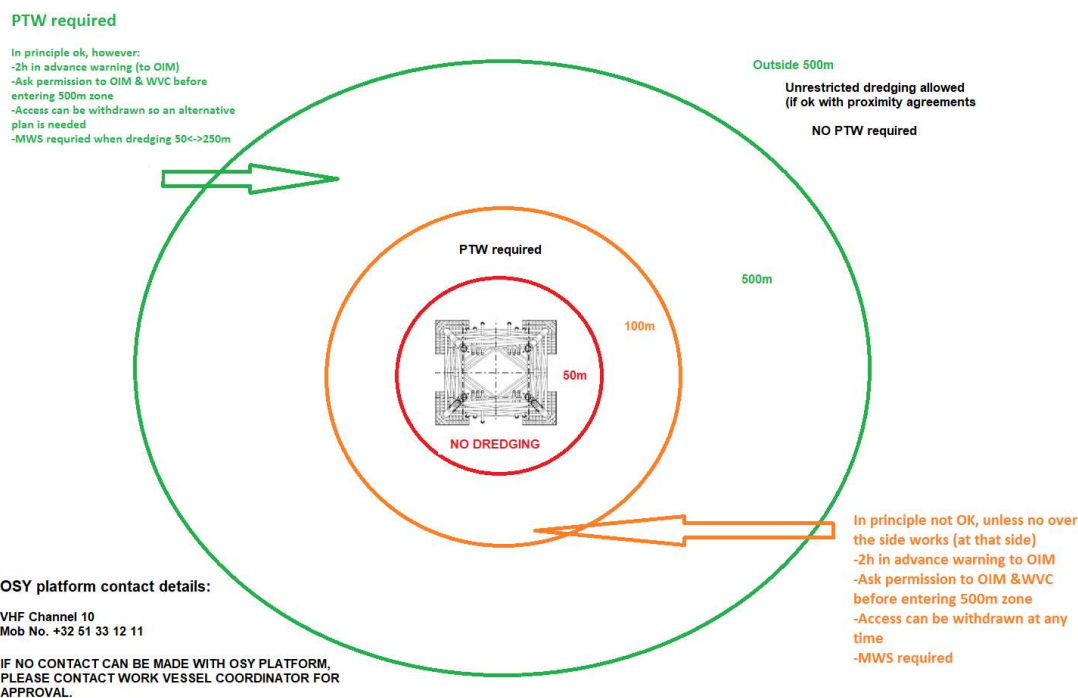 PTW required
In principle ok, however:
-2h in advance warning (to OIM)
-Ask permission to OIM & WVC before
entering 500m zone
-Access can be withdrawn so an alternative
plan is needed
-MWS requried when dredging 50<->250m
Outside 500m
Unrestricted dredging allowed
(if ok with proximity agreements
NO PTW required
PTW required
500m
100m
50m
NO DREDGING
In principle not OK, unless no over
the side works (at that side)
-2h in advance warning to OIM
-Ask permission to OIM &WVC
before entering 500m zone
-Access can be withdrawn at any
time
-MWS required
OSY platform contact details:
VHF Channel 10
Mob No. +32 51 33 12 11
IF NO CONTACT CAN BE MADE WITH OSY PLATFORM,
PLEASE CONTACT WORK VESSEL COORDINATOR FOR
APPROVAL.